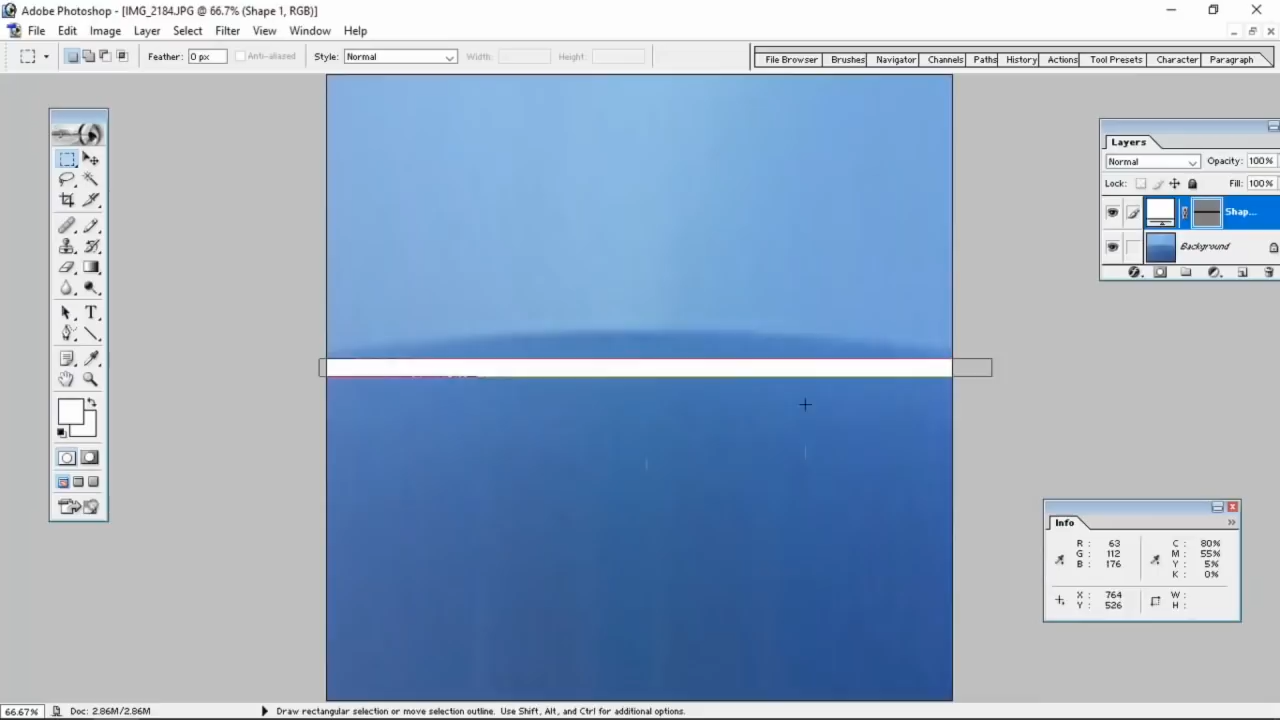 Adobe Photoshop - [IMG_2184.JPG @ 66.7% (Shape 1, RGB)]
File Edit Image Layer Select Filter View Window Help
Feather: 0 px Anti-aliased Style: Normal Width: Height:
File Browser Brushes Navigator Channels Paths History Actions Tool Presets Character Paragraph
Layers
Normal Opacity: 100%
Lock: Fill: 100%
Shap...
Background
T
Info
R: 63 C: 80%
G: 112 M: 55%
B: 176 Y: 5%
K: 0%
X: 764 W:
Y: 526 H:
66.67% Doc: 2.86M/2.86M Draw rectangular selection or move selection outline. Use Shift, Alt, and Ctrl for additional options.